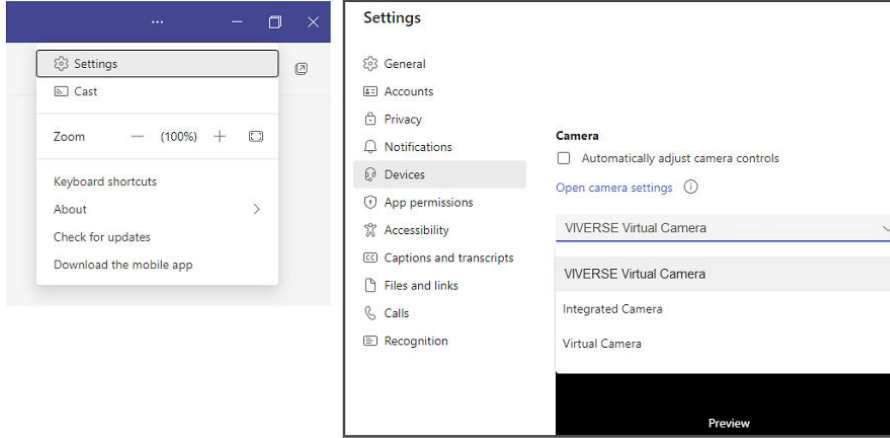 Settings
Cast
Zoom — (100%) +
Keyboard shortcuts
About
Check for updates
Download the mobile app
Settings
General
Accounts
Privacy
Notifications
Devices
App permissions
Accessibility
Captions and transcripts
Files and links
Calls
Recognition
Camera
Automatically adjust camera controls
Open camera settings
VIVERSE Virtual Camera
VIVERSE Virtual Camera
Integrated Camera
Virtual Camera
Preview